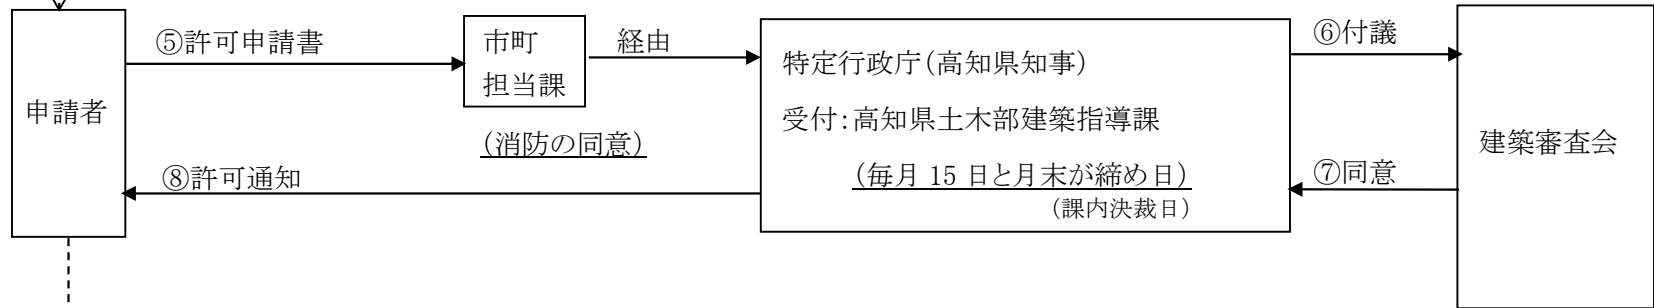 ⑤許可申請書
市町
担当課
経由
特定行政庁(高知県知事)
⑥付議
申請者
受付:高知県土木部建築指導課
(消防の同意)
建築審査会
⑧許可通知
(毎月 15 日と月末が締め日)
⑦同意
(課内決裁日)